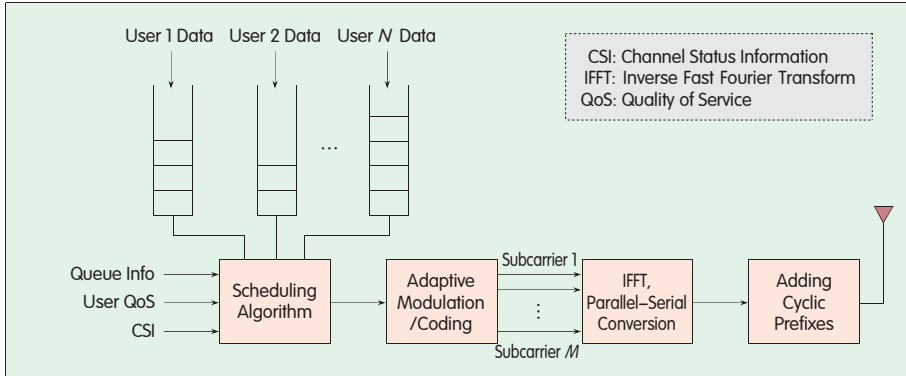 User 1 Data
User 2 Data
User N Data
CSI: Channel Status Information
IFFT: Inverse Fast Fourier Transform
QoS: Quality of Service
...
Queue Info
User QoS
CSI
Scheduling
Algorithm
Adaptive
Modulation
/Coding
Subcarrier 1
⋮
Subcarrier M
IFFT,
Parallel–Serial
Conversion
Adding
Cyclic
Prefixes